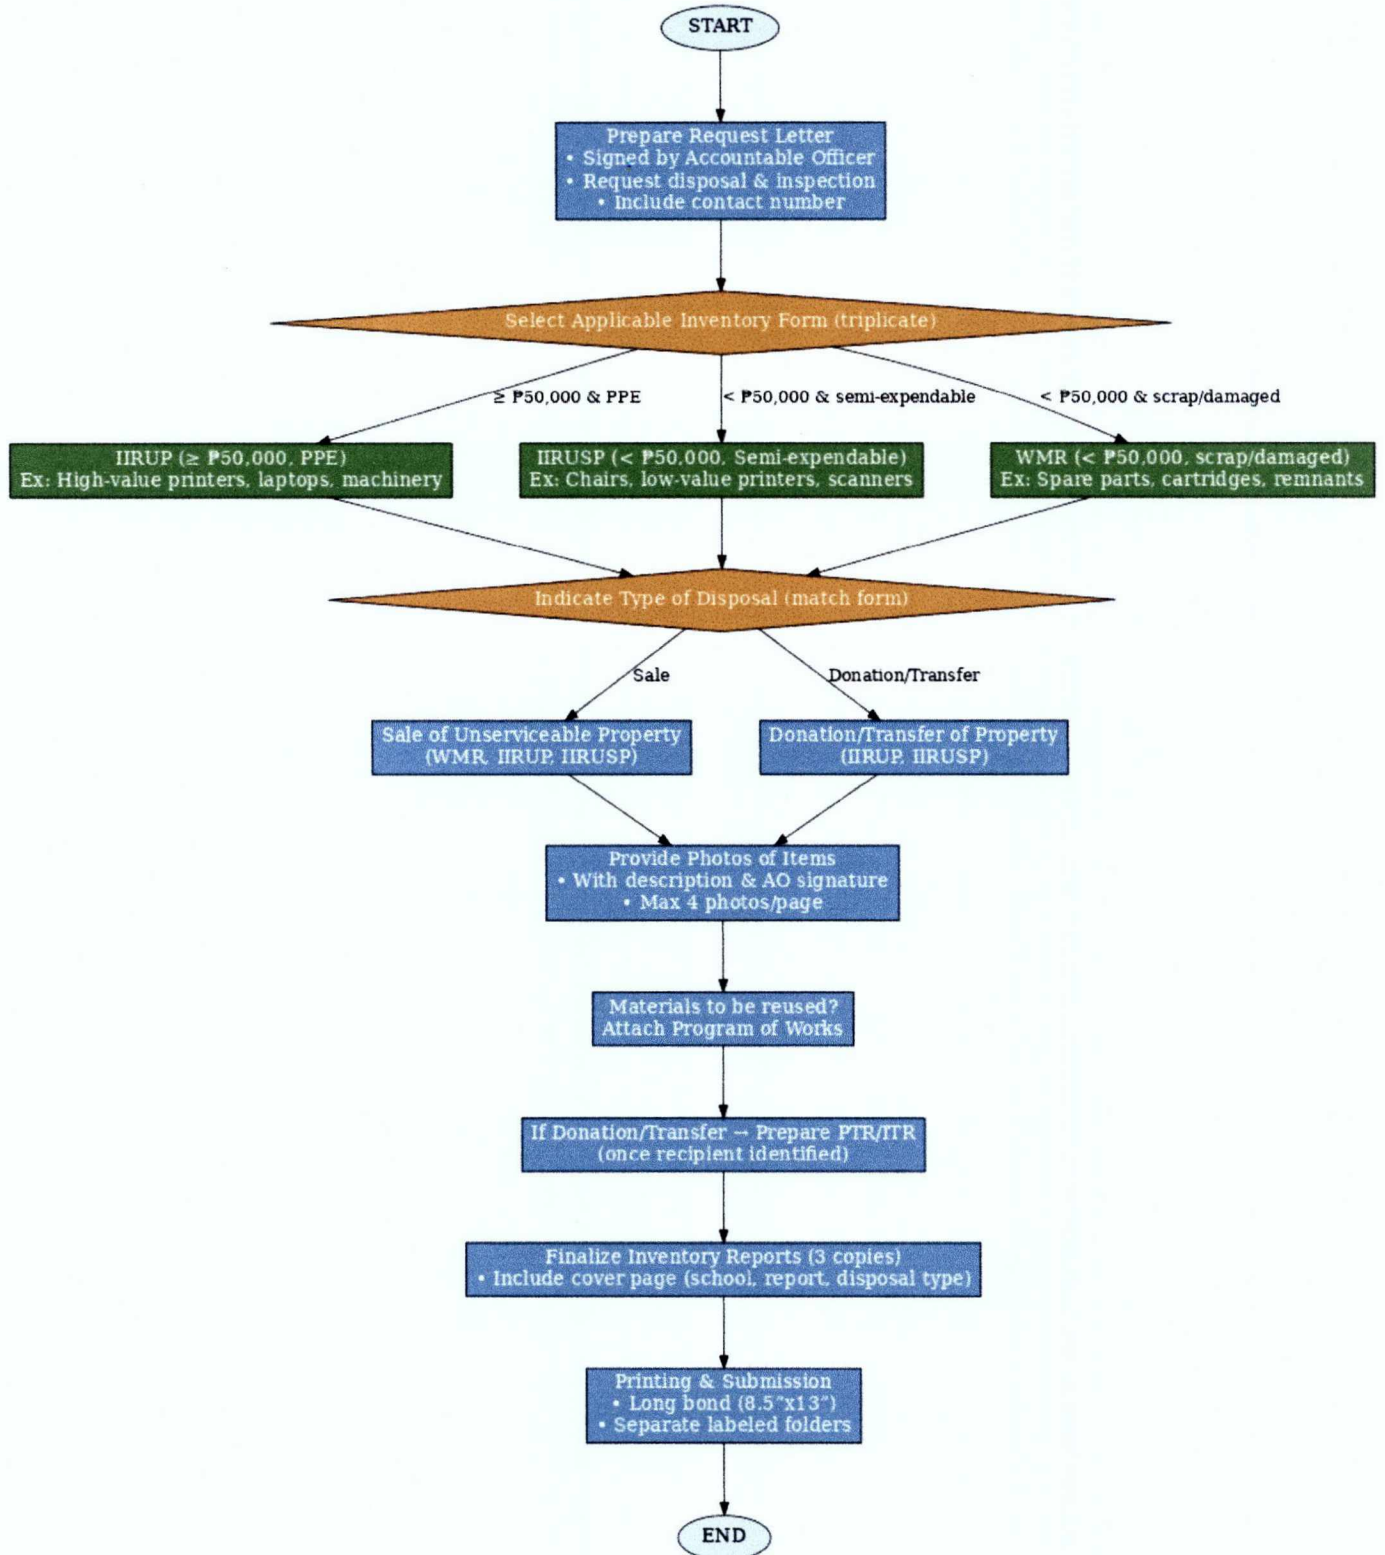 START
Prepare Request Letter
• Signed by Accountable Officer
• Request disposal & inspection
• Include contact number
Select Applicable Inventory Form (triplicate)
≥ ₱50,000 & PPE
< ₱50,000 & semi-expendable
< ₱50,000 & scrap/damaged
IIRUP (≥ ₱50,000, PPE)
Ex: High-value printers, laptops, machinery
IIRUSP (< ₱50,000, Semi-expendable)
Ex: Chairs, low-value printers, scanners
WMR (< ₱50,000, scrap/damaged)
Ex: Spare parts, cartridges, remnants
Indicate Type of Disposal (match form)
Sale
Donation/Transfer
Sale of Unserviceable Property
(WMR, IIRUP, IIRUSP)
Donation/Transfer of Property
(IIRUP, IIRUSP)
Provide Photos of Items
• With description & AO signature
• Max 4 photos/page
Materials to be reused?
Attach Program of Works
If Donation/Transfer → Prepare PTR/ITR
(once recipient identified)
Finalize Inventory Reports (3 copies)
• Include cover page (school, report, disposal type)
Printing & Submission
• Long bond (8.5″x13″)
• Separate labeled folders
END